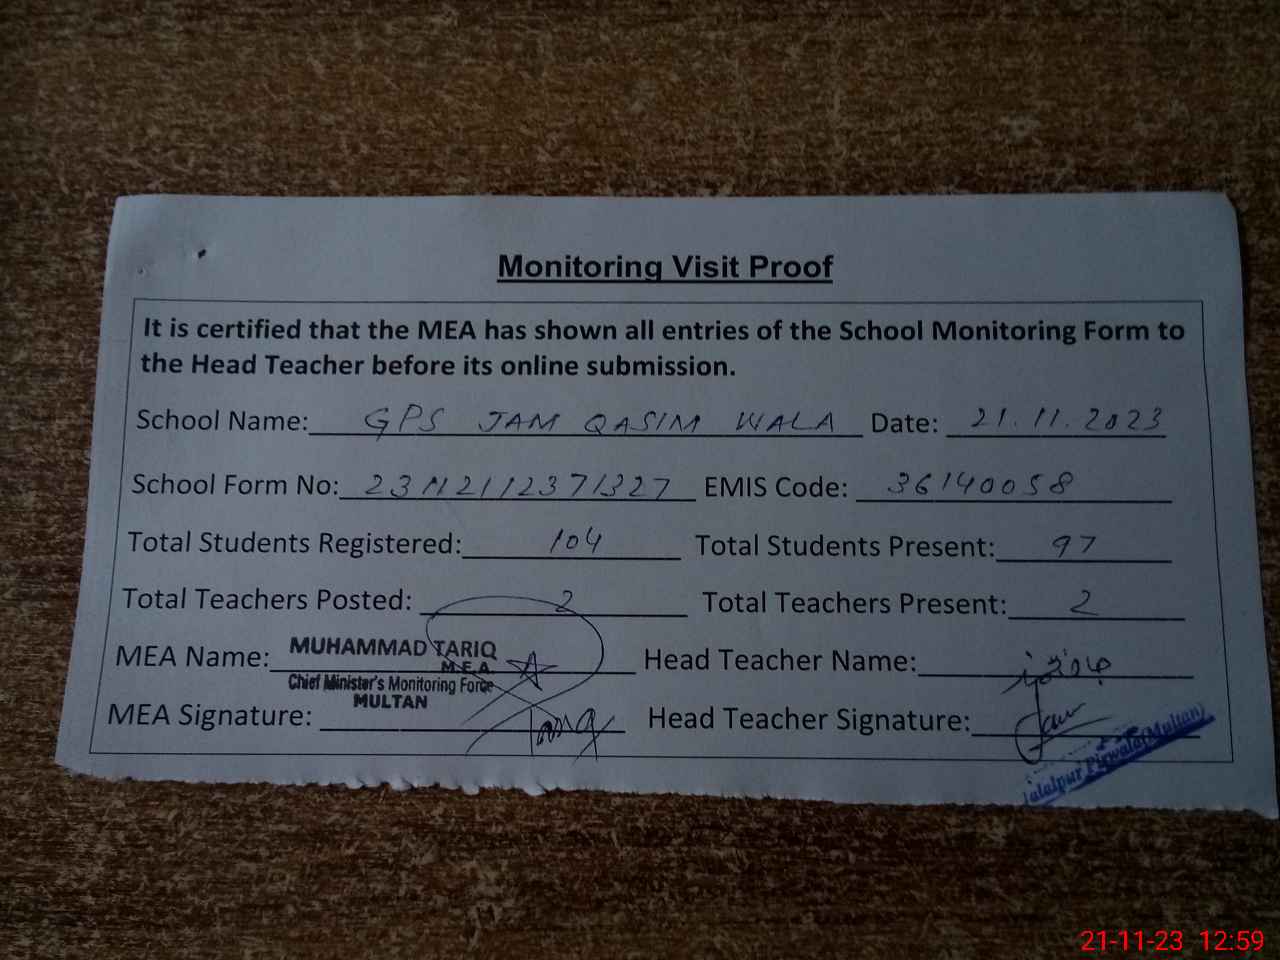 Monitoring Visit Proof
It is certified that the MEA has shown all entries of the School Monitoring Form to
the Head Teacher before its online submission.
School Name: GPS JAM QASIM WALA Date: 21.11.2023
School Form No: 23112112371327 EMIS Code: 36140058
Total Students Registered: 104 Total Students Present: 97
Total Teachers Posted: 2 Total Teachers Present: 2
MEA Name: MUHAMMAD TARIQ Head Teacher Name:
M.E.A.
Chief Minister's Monitoring Force
MULTAN
MEA Signature: Head Teacher Signature:
Jalalpur Pirwala (Multan)
21-11-23 12:59